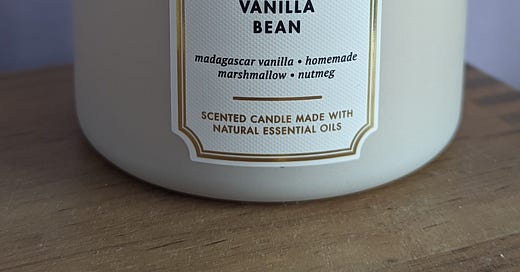 VANILLA
BEAN
madagascar vanilla • homemade
marshmallow • nutmeg
SCENTED CANDLE MADE WITH
NATURAL ESSENTIAL OILS